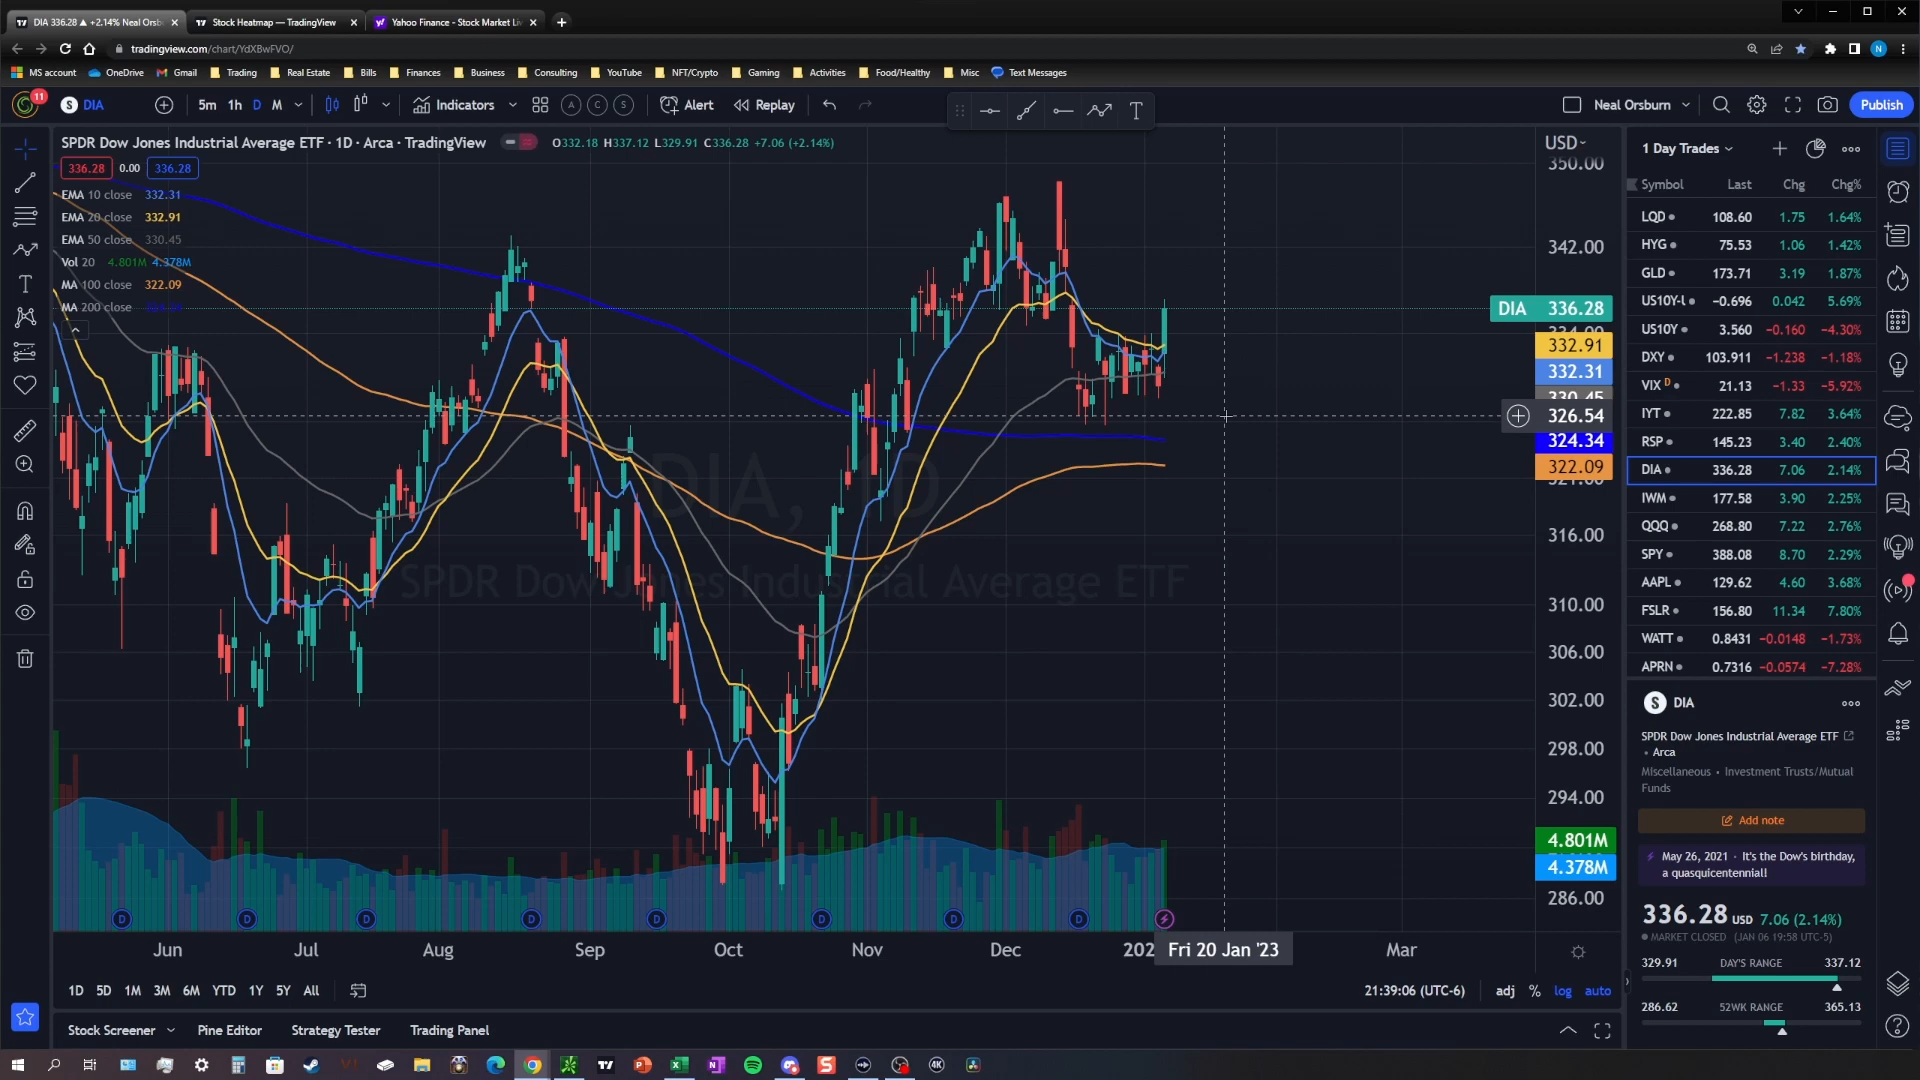 DIA 336.28 ▲ +2.14% Neal Orsbu
Stock Heatmap — TradingView
Yahoo Finance - Stock Market Li
tradingview.com/chart/YdXBwFVO/
N
MS account OneDrive Gmail Trading Real Estate Bills Finances Business Consulting YouTube NFT/Crypto Gaming Activities Food/Healthy Misc Text Messages
11 S DIA 5m 1h D M Indicators A C S Alert Replay T Neal Orsburn Publish
SPDR Dow Jones Industrial Average ETF · 1D · Arca · TradingView O332.18 H337.12 L329.91 C336.28 +7.06 (+2.14%)
336.28 0.00 336.28
EMA 10 close 332.31
EMA 20 close 332.91
EMA 50 close 330.45
Vol 20 4.801M 4.378M
MA 100 close 322.09
MA 200 close
DIA, 1D
SPDR Dow Jones Industrial Average ETF
USD
350.00
342.00
DIA 336.28
334.00
332.91
332.31
330.45
326.54
324.34
322.09
316.00
310.00
306.00
302.00
298.00
294.00
4.801M
4.378M
286.00
D D D D D D D D
Jun Jul Aug Sep Oct Nov Dec 202 Fri 20 Jan '23 Mar
1D 5D 1M 3M 6M YTD 1Y 5Y All 21:39:06 (UTC-6) adj % log auto
Stock Screener Pine Editor Strategy Tester Trading Panel
1 Day Trades
Symbol Last Chg Chg%
LQD 108.60 1.75 1.64%
HYG 75.53 1.06 1.42%
GLD 173.71 3.19 1.87%
US10Y-l −0.696 0.042 5.69%
US10Y 3.560 −0.160 −4.30%
DXY 103.911 −1.238 −1.18%
VIX D 21.13 −1.33 −5.92%
IYT 222.85 7.82 3.64%
RSP 145.23 3.40 2.40%
DIA 336.28 7.06 2.14%
IWM 177.58 3.90 2.25%
QQQ 268.80 7.22 2.76%
SPY 388.08 8.70 2.29%
AAPL 129.62 4.60 3.68%
FSLR 156.80 11.34 7.80%
WATT 0.8431 −0.0148 −1.73%
APRN 0.7316 −0.0574 −7.28%
S DIA
SPDR Dow Jones Industrial Average ETF
• Arca
Miscellaneous • Investment Trusts/Mutual
Funds
Add note
May 26, 2021 · It's the Dow's birthday,
a quasquicentennial!
336.28 USD 7.06 (2.14%)
MARKET CLOSED (JAN 06 19:58 UTC-5)
329.91 DAY'S RANGE 337.12
286.62 52WK RANGE 365.13
4K